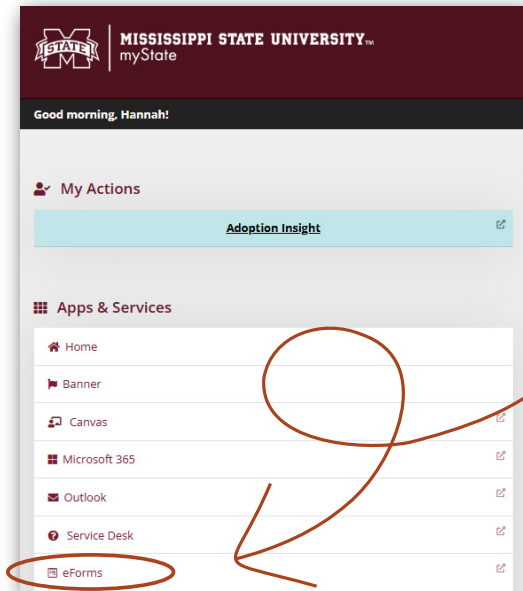 STATE
MISSISSIPPI STATE UNIVERSITY™
myState
Good morning, Hannah!
My Actions
Adoption Insight
Apps & Services
Home
Banner
Canvas
Microsoft 365
Outlook
Service Desk
eForms